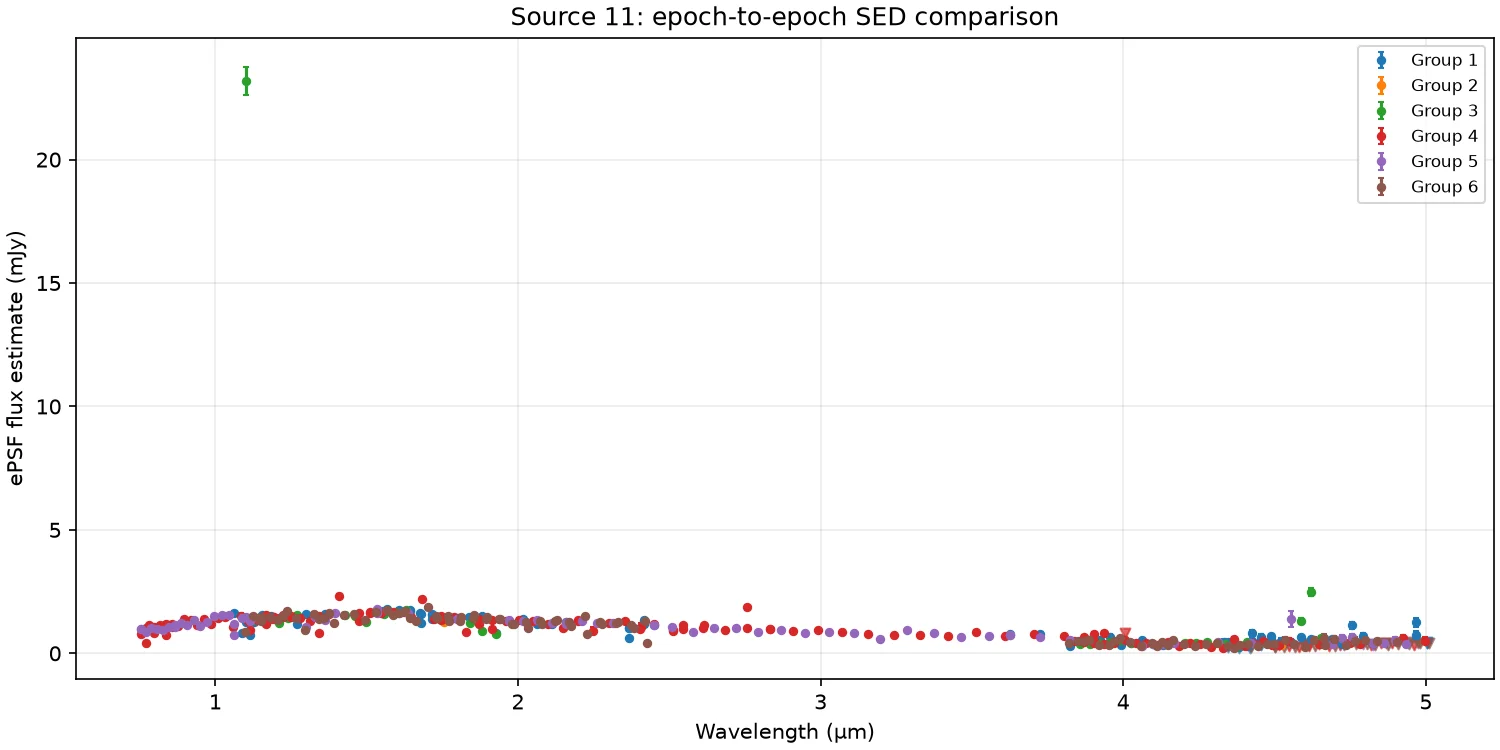 Source 11: epoch-to-epoch SED comparison
ePSF flux estimate (mJy)
20
15
10
5
0
1
2
3
4
5
Wavelength (μm)
Group 1
Group 2
Group 3
Group 4
Group 5
Group 6